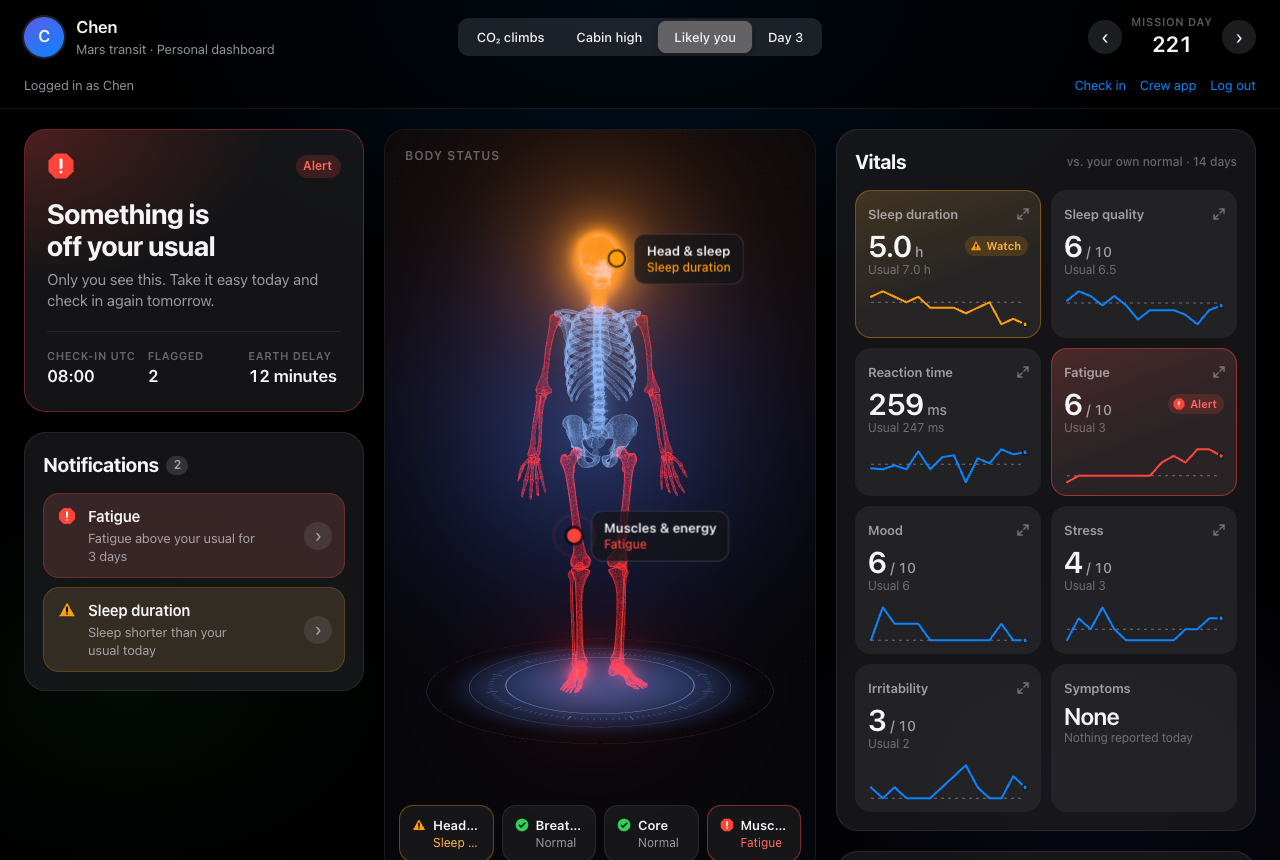 C
Chen
Mars transit · Personal dashboard
CO₂ climbs
Cabin high
Likely you
Day 3
‹
MISSION DAY
221
›
Logged in as Chen
Check in
Crew app
Log out
Alert
Something is
off your usual
Only you see this. Take it easy today and
check in again tomorrow.
CHECK-IN UTC
FLAGGED
EARTH DELAY
08:00
2
12 minutes
Notifications 2
Fatigue
Fatigue above your usual for
3 days
›
Sleep duration
Sleep shorter than your
usual today
›
BODY STATUS
Head & sleep
Sleep duration
Muscles & energy
Fatigue
Head...
Sleep ...
Breat...
Normal
Core
Normal
Musc...
Fatigue
Vitals
vs. your own normal · 14 days
Sleep duration
5.0 h
Watch
Usual 7.0 h
Sleep quality
6 / 10
Usual 6.5
Reaction time
259 ms
Usual 247 ms
Fatigue
6 / 10
Alert
Usual 3
Mood
6 / 10
Usual 6
Stress
4 / 10
Usual 3
Irritability
3 / 10
Usual 2
Symptoms
None
Nothing reported today